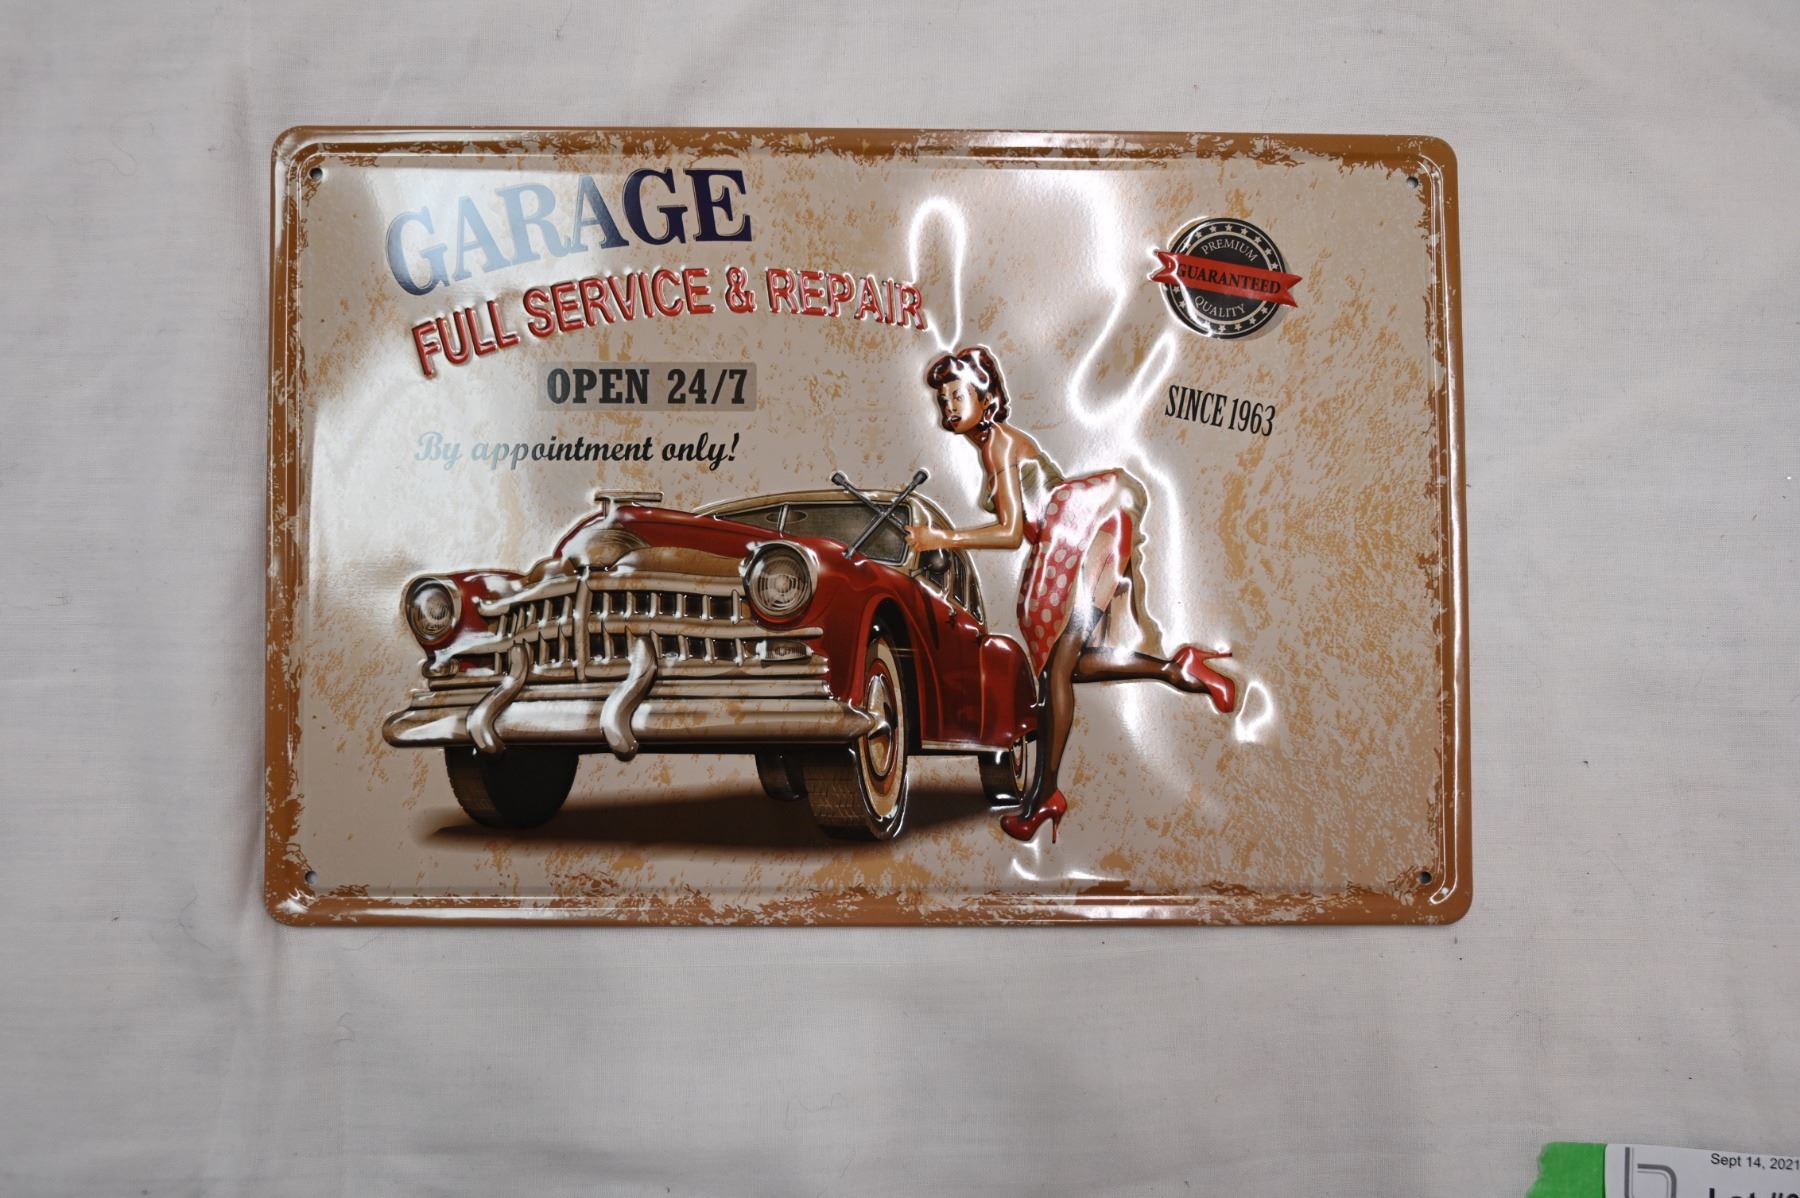 GARAGE
FULL SERVICE & REPAIR
OPEN 24/7
By appointment only!
PREMIUM
GUARANTEED
QUALITY
SINCE 1963
Sept 14, 2021